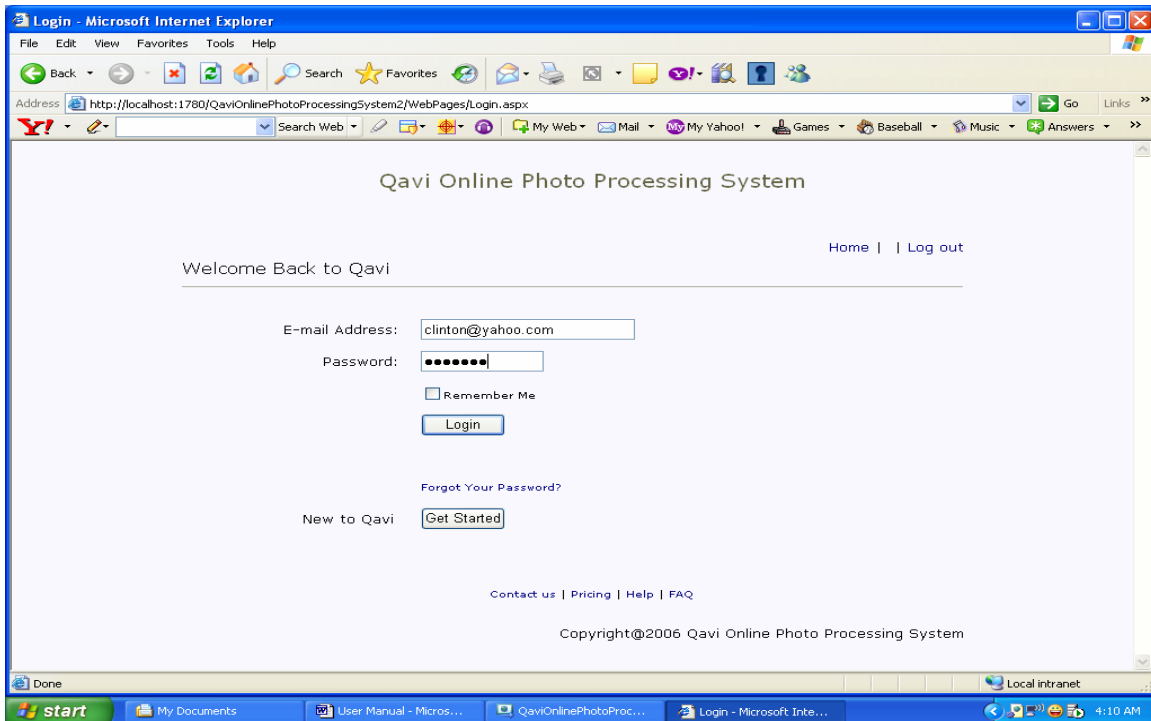 Login - Microsoft Internet Explorer
File Edit View Favorites Tools Help
Back Search Favorites
Address http://localhost:1780/QaviOnlinePhotoProcessingSystem2/WebPages/Login.aspx Go Links »
Y! Search Web My Web Mail My Yahoo! Games Baseball Music Answers »
Qavi Online Photo Processing System
Home | | Log out
Welcome Back to Qavi
E-mail Address: clinton@yahoo.com
Password: •••••••
Remember Me
Login
Forgot Your Password?
New to Qavi Get Started
Contact us | Pricing | Help | FAQ
Copyright@2006 Qavi Online Photo Processing System
Done Local intranet
start My Documents User Manual - Micros... QaviOnlinePhotoProc... Login - Microsoft Inte... 4:10 AM